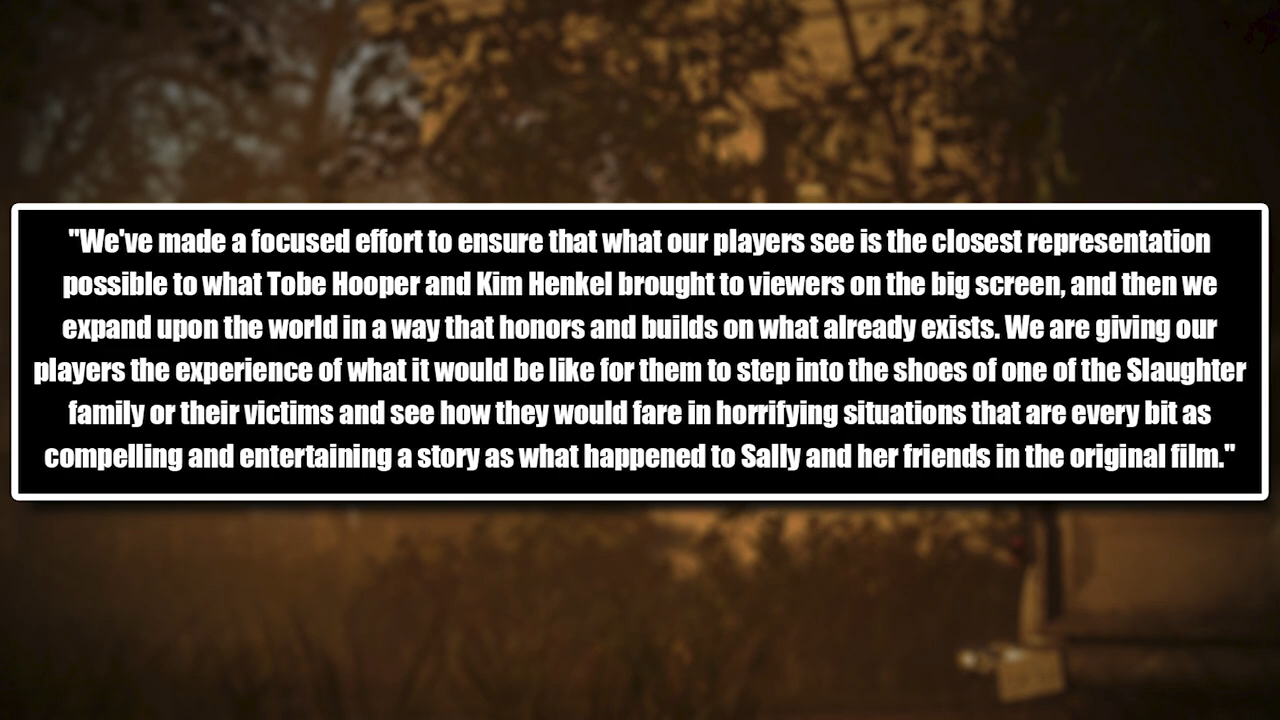 "We've made a focused effort to ensure that what our players see is the closest representation
possible to what Tobe Hooper and Kim Henkel brought to viewers on the big screen, and then we
expand upon the world in a way that honors and builds on what already exists. We are giving our
players the experience of what it would be like for them to step into the shoes of one of the Slaughter
family or their victims and see how they would fare in horrifying situations that are every bit as
compelling and entertaining a story as what happened to Sally and her friends in the original film."